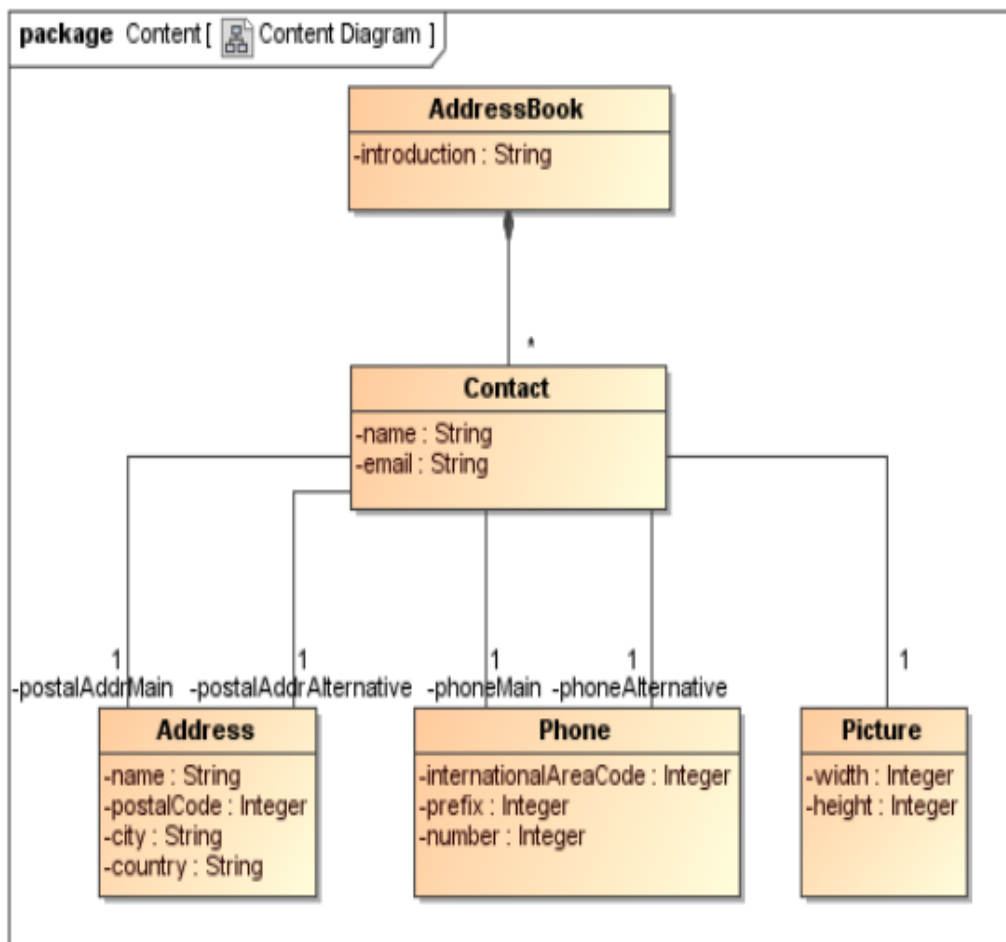 package Content [ Content Diagram ]
AddressBook
-introduction : String
*
Contact
-name : String
-email : String
1 1 1 1 1
-postalAddrMain -postalAddrAlternative -phoneMain -phoneAlternative
Address
-name : String
-postalCode : Integer
-city : String
-country : String
Phone
-internationalAreaCode : Integer
-prefix : Integer
-number : Integer
Picture
-width : Integer
-height : Integer